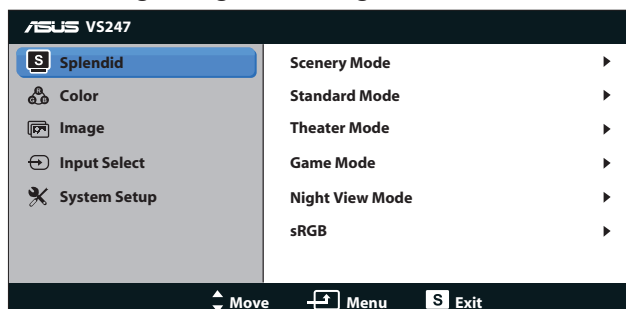 ASUS VS247
S Splendid
Color
Image
Input Select
System Setup
Scenery Mode
Standard Mode
Theater Mode
Game Mode
Night View Mode
sRGB
Move Menu S Exit